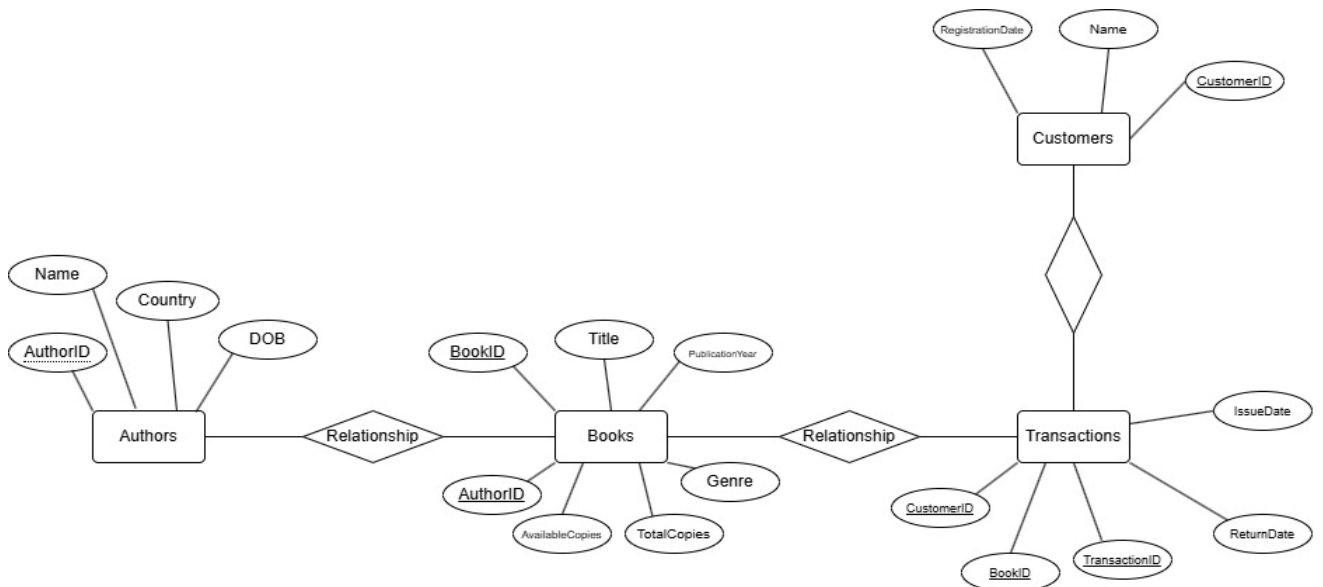 RegistrationDate
Name
CustomerID
Customers
Name
Country
DOB
AuthorID
BookID
Title
PublicationYear
Authors
Relationship
Books
Relationship
Transactions
IssueDate
AuthorID
Genre
AvailableCopies
TotalCopies
CustomerID
ReturnDate
BookID
TransactionID